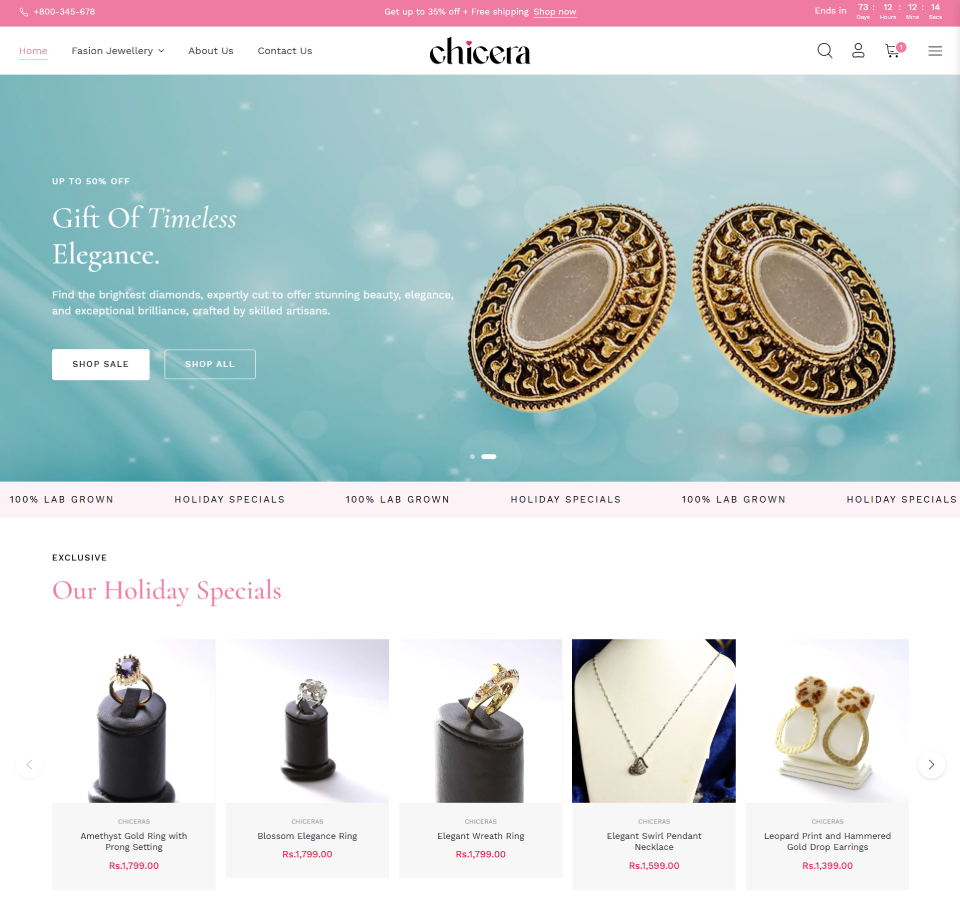 +800-345-678
Get up to 35% off + Free shipping Shop now
Ends in 73 : 12 : 12 : 14
Days Hours Mins Secs
Home Fasion Jewellery About Us Contact Us
chicera
1
UP TO 50% OFF
Gift Of Timeless
Elegance.
Find the brightest diamonds, expertly cut to offer stunning beauty, elegance,
and exceptional brilliance, crafted by skilled artisans.
SHOP SALE SHOP ALL
100% LAB GROWN HOLIDAY SPECIALS 100% LAB GROWN HOLIDAY SPECIALS 100% LAB GROWN HOLIDAY SPECIALS
EXCLUSIVE
Our Holiday Specials
CHICERAS
Amethyst Gold Ring with
Prong Setting
Rs.1,799.00
CHICERAS
Blossom Elegance Ring
Rs.1,799.00
CHICERAS
Elegant Wreath Ring
Rs.1,799.00
CHICERAS
Elegant Swirl Pendant
Necklace
Rs.1,599.00
CHICERAS
Leopard Print and Hammered
Gold Drop Earrings
Rs.1,399.00